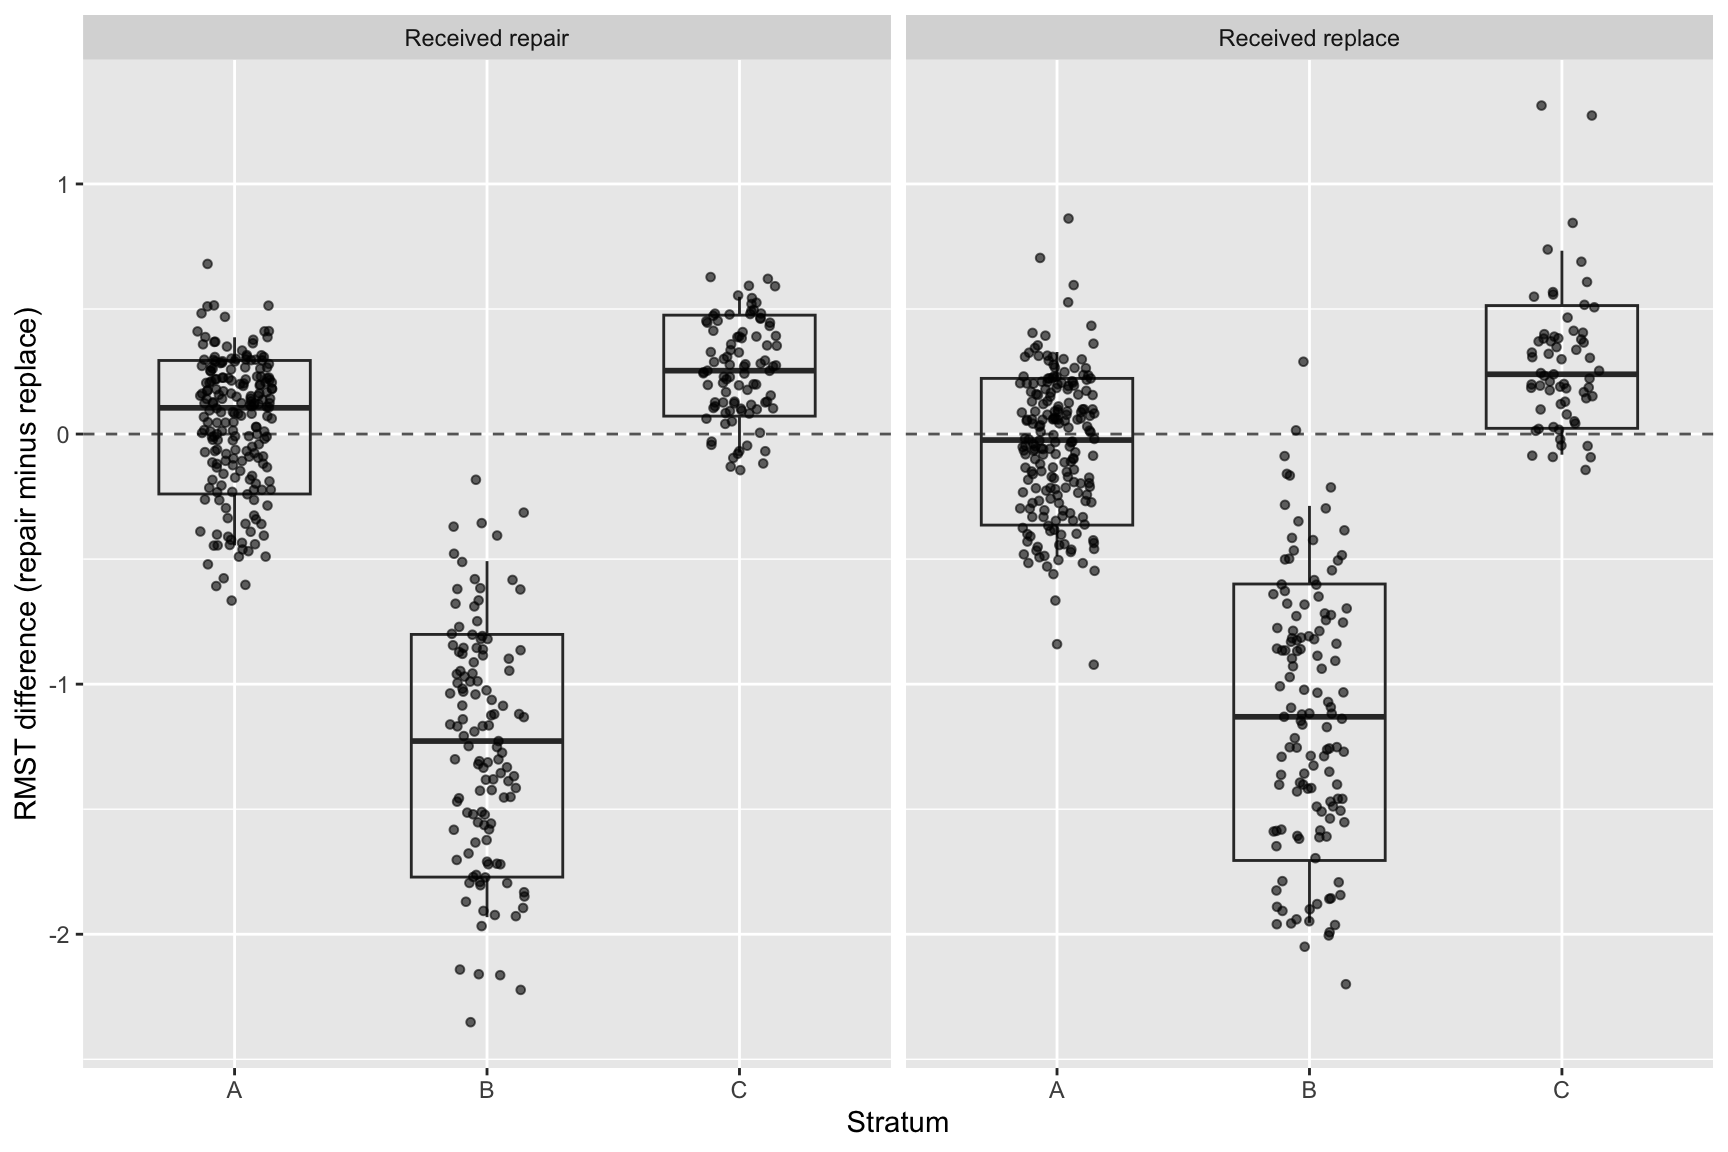 Received repair
Received replace
RMST difference (repair minus replace)
1
0
-1
-2
A
B
C
A
B
C
Stratum